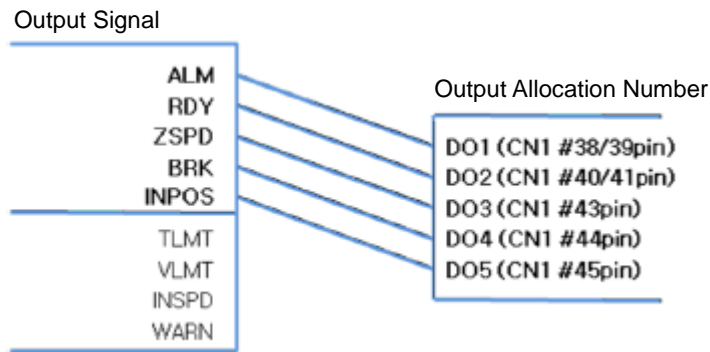 Output Signal
ALM
RDY
ZSPD
BRK
INPOS
TLMT
VLMT
INSPD
WARN
Output Allocation Number
DO1 (CN1 #38/39pin)
DO2 (CN1 #40/41pin)
DO3 (CN1 #43pin)
DO4 (CN1 #44pin)
DO5 (CN1 #45pin)